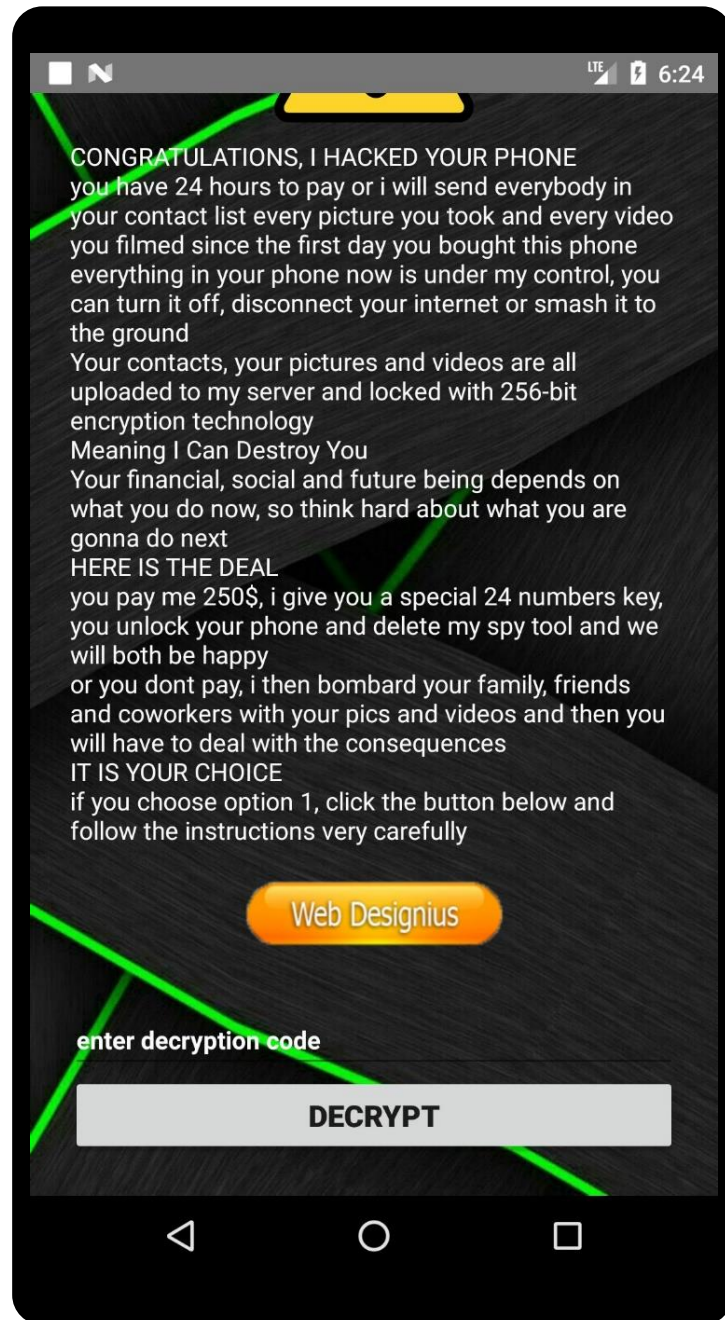 LTE 6:24
CONGRATULATIONS, I HACKED YOUR PHONE
you have 24 hours to pay or i will send everybody in
your contact list every picture you took and every video
you filmed since the first day you bought this phone
everything in your phone now is under my control, you
can turn it off, disconnect your internet or smash it to
the ground
Your contacts, your pictures and videos are all
uploaded to my server and locked with 256-bit
encryption technology
Meaning I Can Destroy You
Your financial, social and future being depends on
what you do now, so think hard about what you are
gonna do next
HERE IS THE DEAL
you pay me 250$, i give you a special 24 numbers key,
you unlock your phone and delete my spy tool and we
will both be happy
or you dont pay, i then bombard your family, friends
and coworkers with your pics and videos and then you
will have to deal with the consequences
IT IS YOUR CHOICE
if you choose option 1, click the button below and
follow the instructions very carefully
Web Designius
enter decryption code
DECRYPT